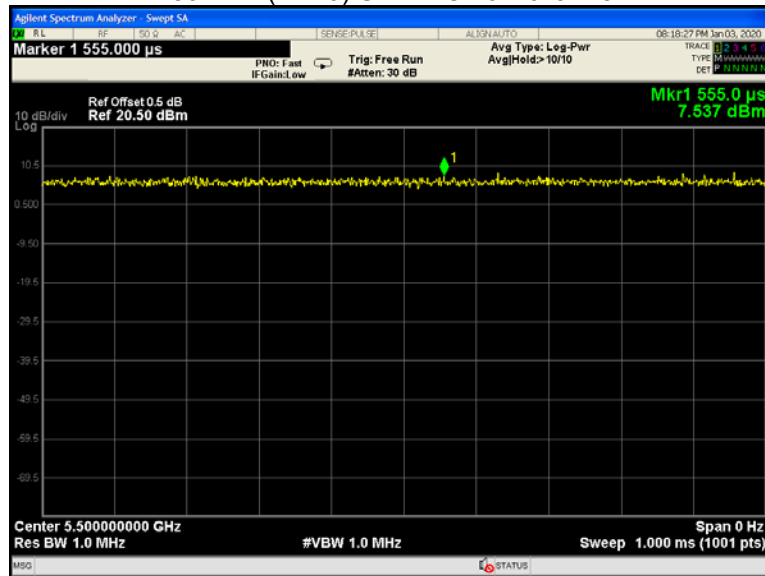 Agilent Spectrum Analyzer - Swept SA
RL RF 50 Ω AC SENSE:PULSE ALIGN AUTO 08:18:27 PM Jan 03, 2020
Marker 1 555.000 µs
PNO: Fast
IFGain:Low
Trig: Free Run
#Atten: 30 dB
Avg Type: Log-Pwr
Avg|Hold:>10/10
TRACE 1 2 3 4 5 6
TYPE M
DET P N N N N N
Mkr1 555.0 µs
7.537 dBm
Ref Offset 0.5 dB
10 dB/div Ref 20.50 dBm
Log
1
10.5
0.500
-9.50
-19.5
-29.5
-39.5
-49.5
-59.5
-69.5
Center 5.500000000 GHz Span 0 Hz
Res BW 1.0 MHz #VBW 1.0 MHz Sweep 1.000 ms (1001 pts)
MSG STATUS